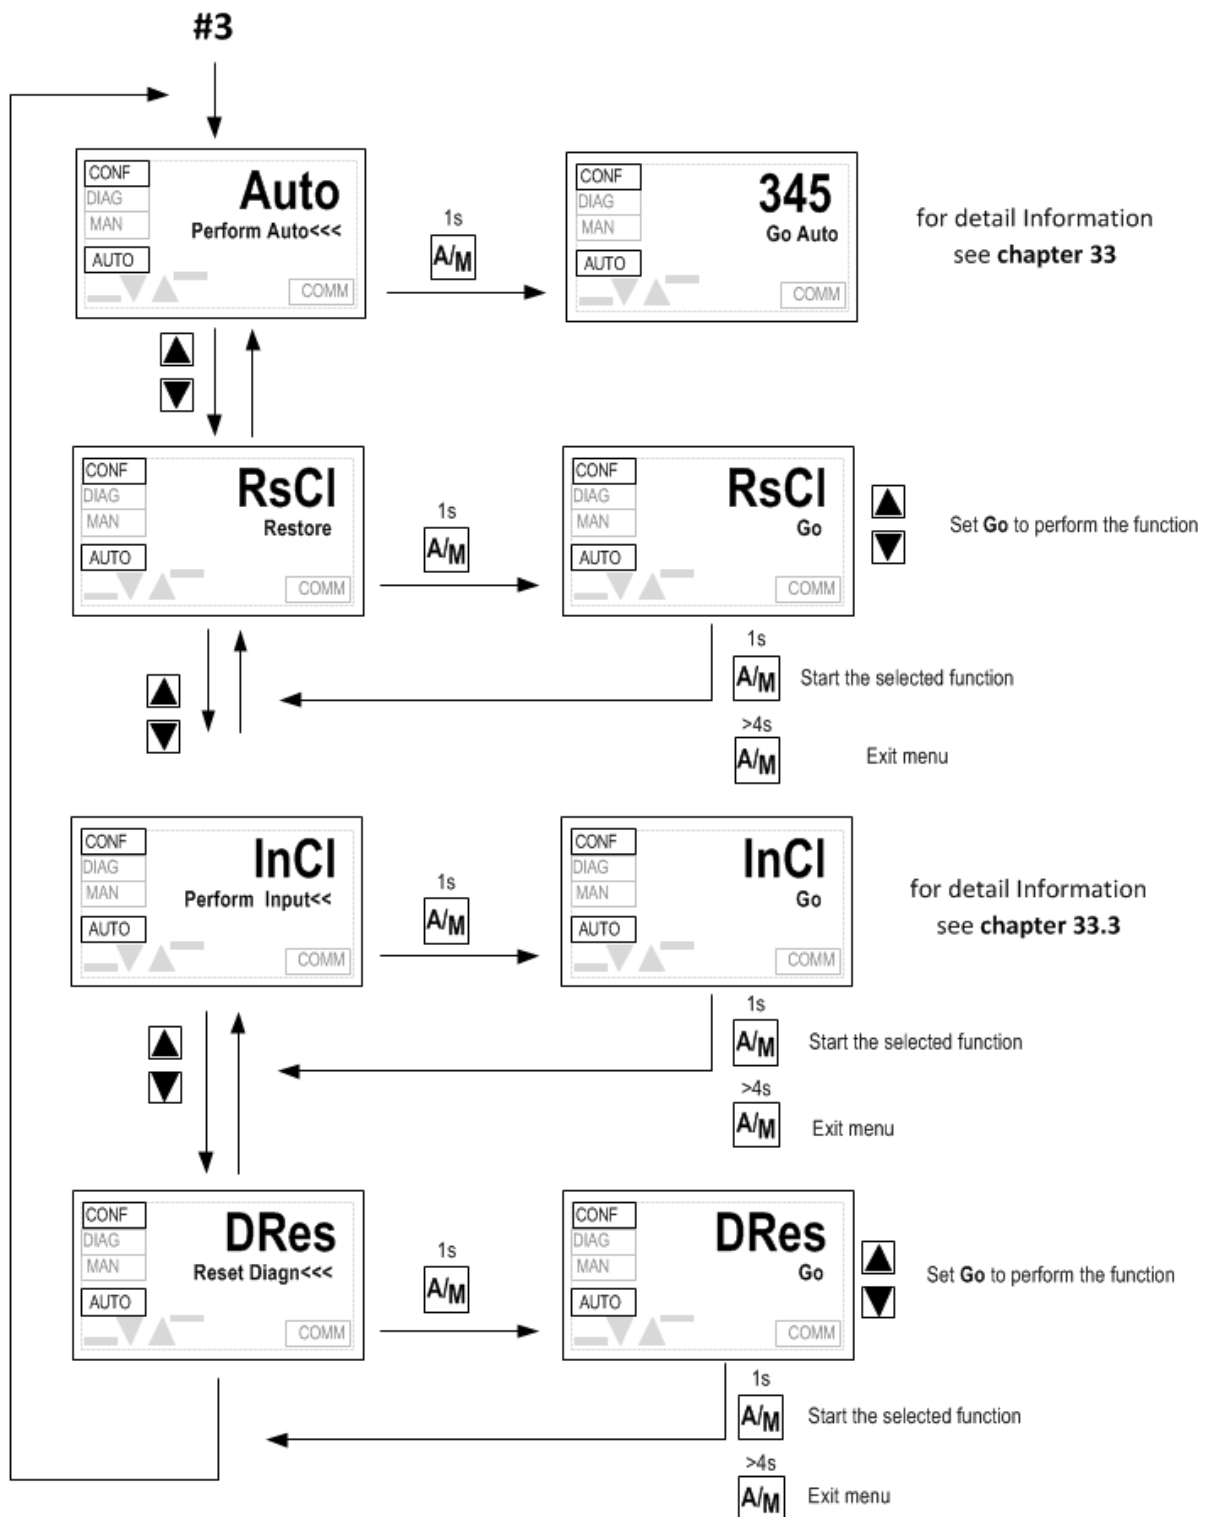 #3
CONF
DIAG
MAN
AUTO
Auto
Perform Auto<<<
COMM
1s
A/M
CONF
DIAG
MAN
AUTO
345
Go Auto
COMM
for detail Information
see chapter 33
CONF
DIAG
MAN
AUTO
RsCl
Restore
COMM
1s
A/M
CONF
DIAG
MAN
AUTO
RsCl
Go
COMM
Set Go to perform the function
1s
A/M
Start the selected function
>4s
A/M
Exit menu
CONF
DIAG
MAN
AUTO
InCl
Perform Input<<
COMM
1s
A/M
CONF
DIAG
MAN
AUTO
InCl
Go
COMM
for detail Information
see chapter 33.3
1s
A/M
Start the selected function
>4s
A/M
Exit menu
CONF
DIAG
MAN
AUTO
DRes
Reset Diagn<<<
COMM
1s
A/M
CONF
DIAG
MAN
AUTO
DRes
Go
COMM
Set Go to perform the function
1s
A/M
Start the selected function
>4s
A/M
Exit menu